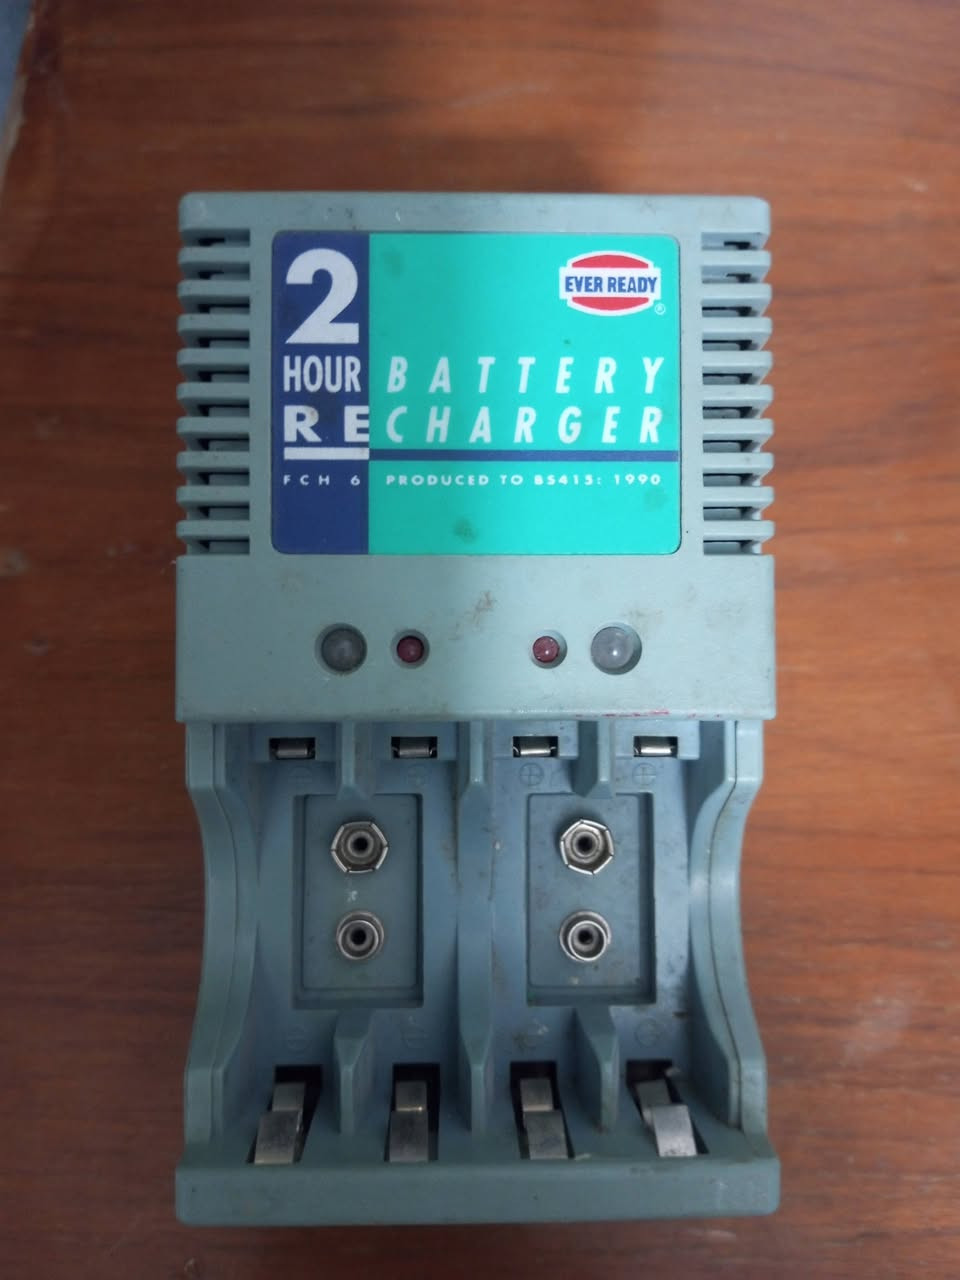 2
EVER READY
®
HOUR BATTERY
RECHARGER
FCH 6 PRODUCED TO BS415: 1990